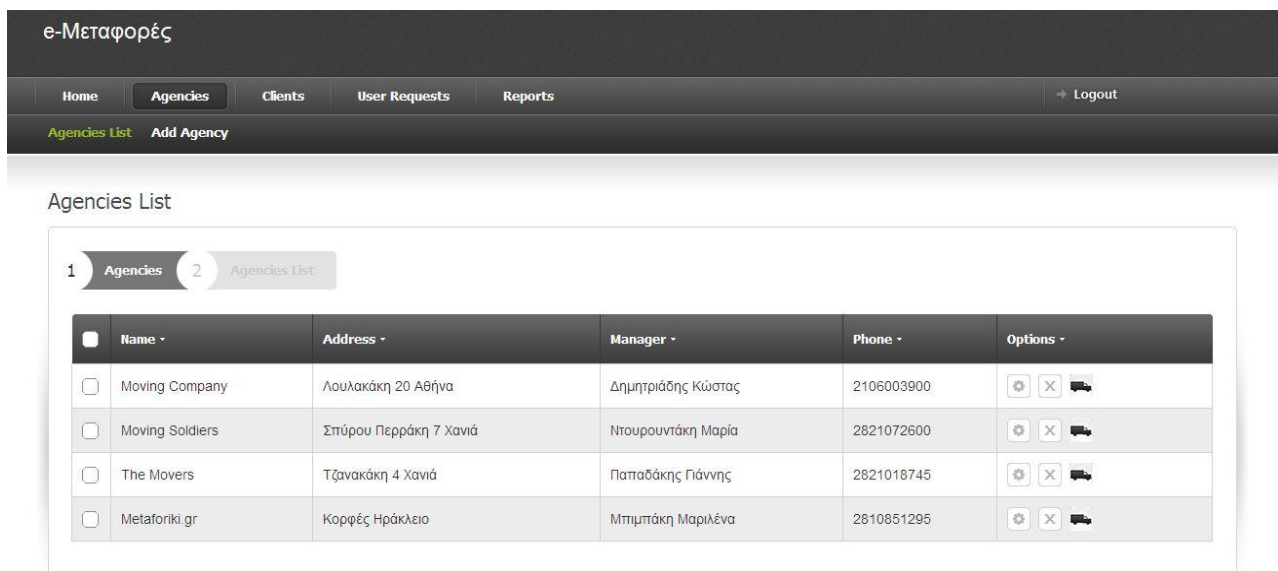 e-Μεταφορές
Home Agencies Clients User Requests Reports Logout
Agencies List Add Agency
Agencies List
1 Agencies 2 Agencies List
Name Address Manager Phone Options
Moving Company Λουλακάκη 20 Αθήνα Δημητριάδης Κώστας 2106003900
Moving Soldiers Σπύρου Περράκη 7 Χανιά Ντουρουντάκη Μαρία 2821072600
The Movers Τζανακάκη 4 Χανιά Παπαδάκης Γιάννης 2821018745
Metaforiki.gr Κορφές Ηράκλειο Μπιμπάκη Μαριλένα 2810851295